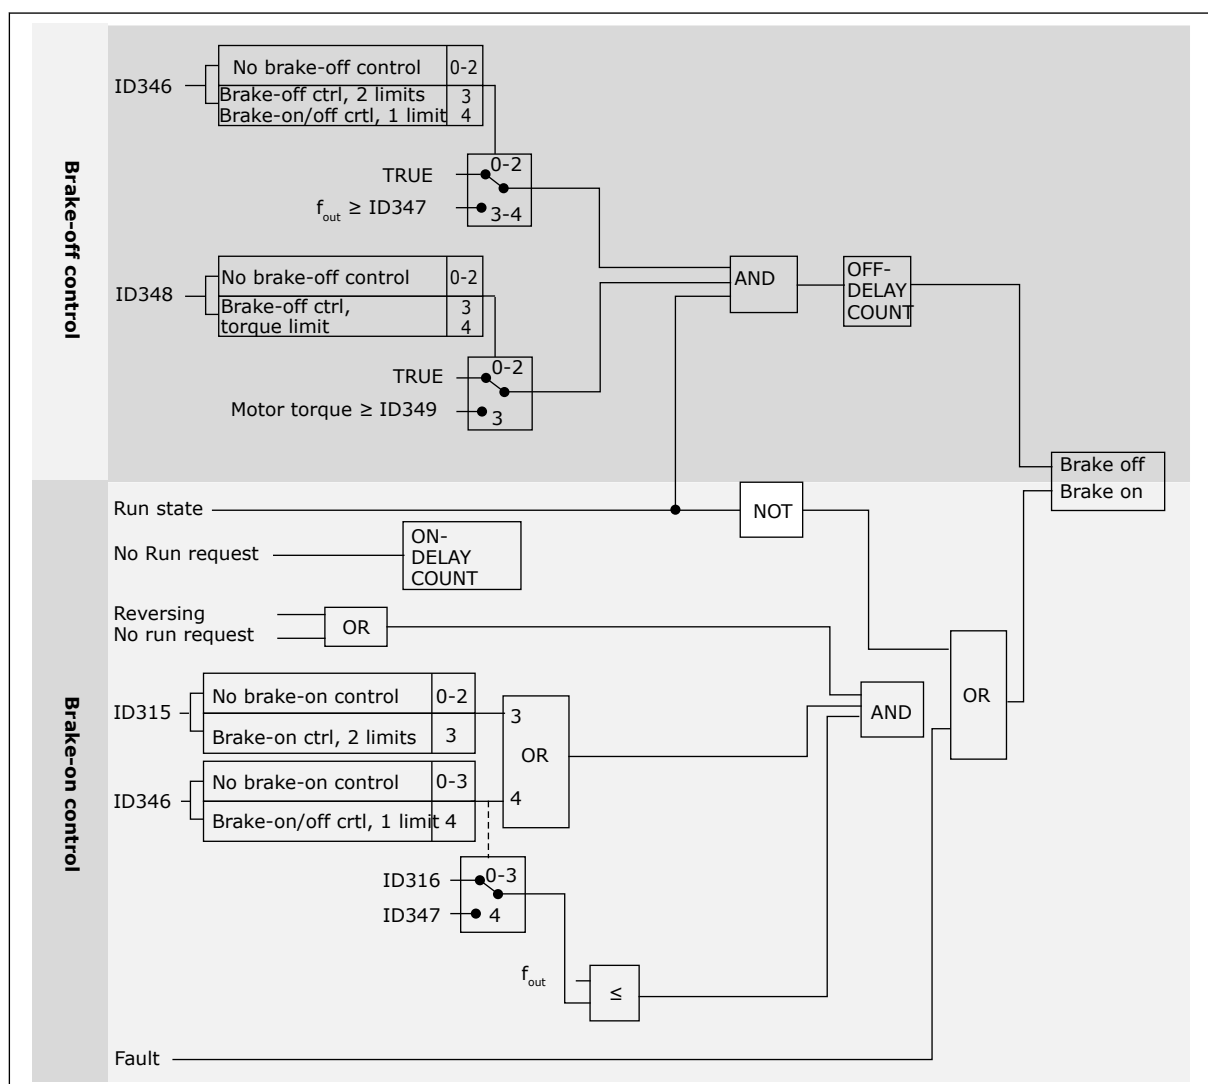 Brake-off control
ID346
No brake-off control 0-2
Brake-off ctrl, 2 limits 3
Brake-on/off crtl, 1 limit 4
TRUE
0-2
fout ≥ ID347
3-4
ID348
No brake-off control 0-2
Brake-off ctrl, 3
torque limit 4
TRUE
0-2
Motor torque ≥ ID349
3
AND
OFF-
DELAY
COUNT
Brake off
Brake on
Brake-on control
Run state
NOT
No Run request
ON-
DELAY
COUNT
Reversing
No run request
OR
ID315
No brake-on control 0-2
Brake-on ctrl, 2 limits 3
ID346
No brake-on control 0-3
Brake-on/off crtl, 1 limit 4
3
OR
4
AND
OR
ID316
0-3
ID347
4
fout
≤
Fault